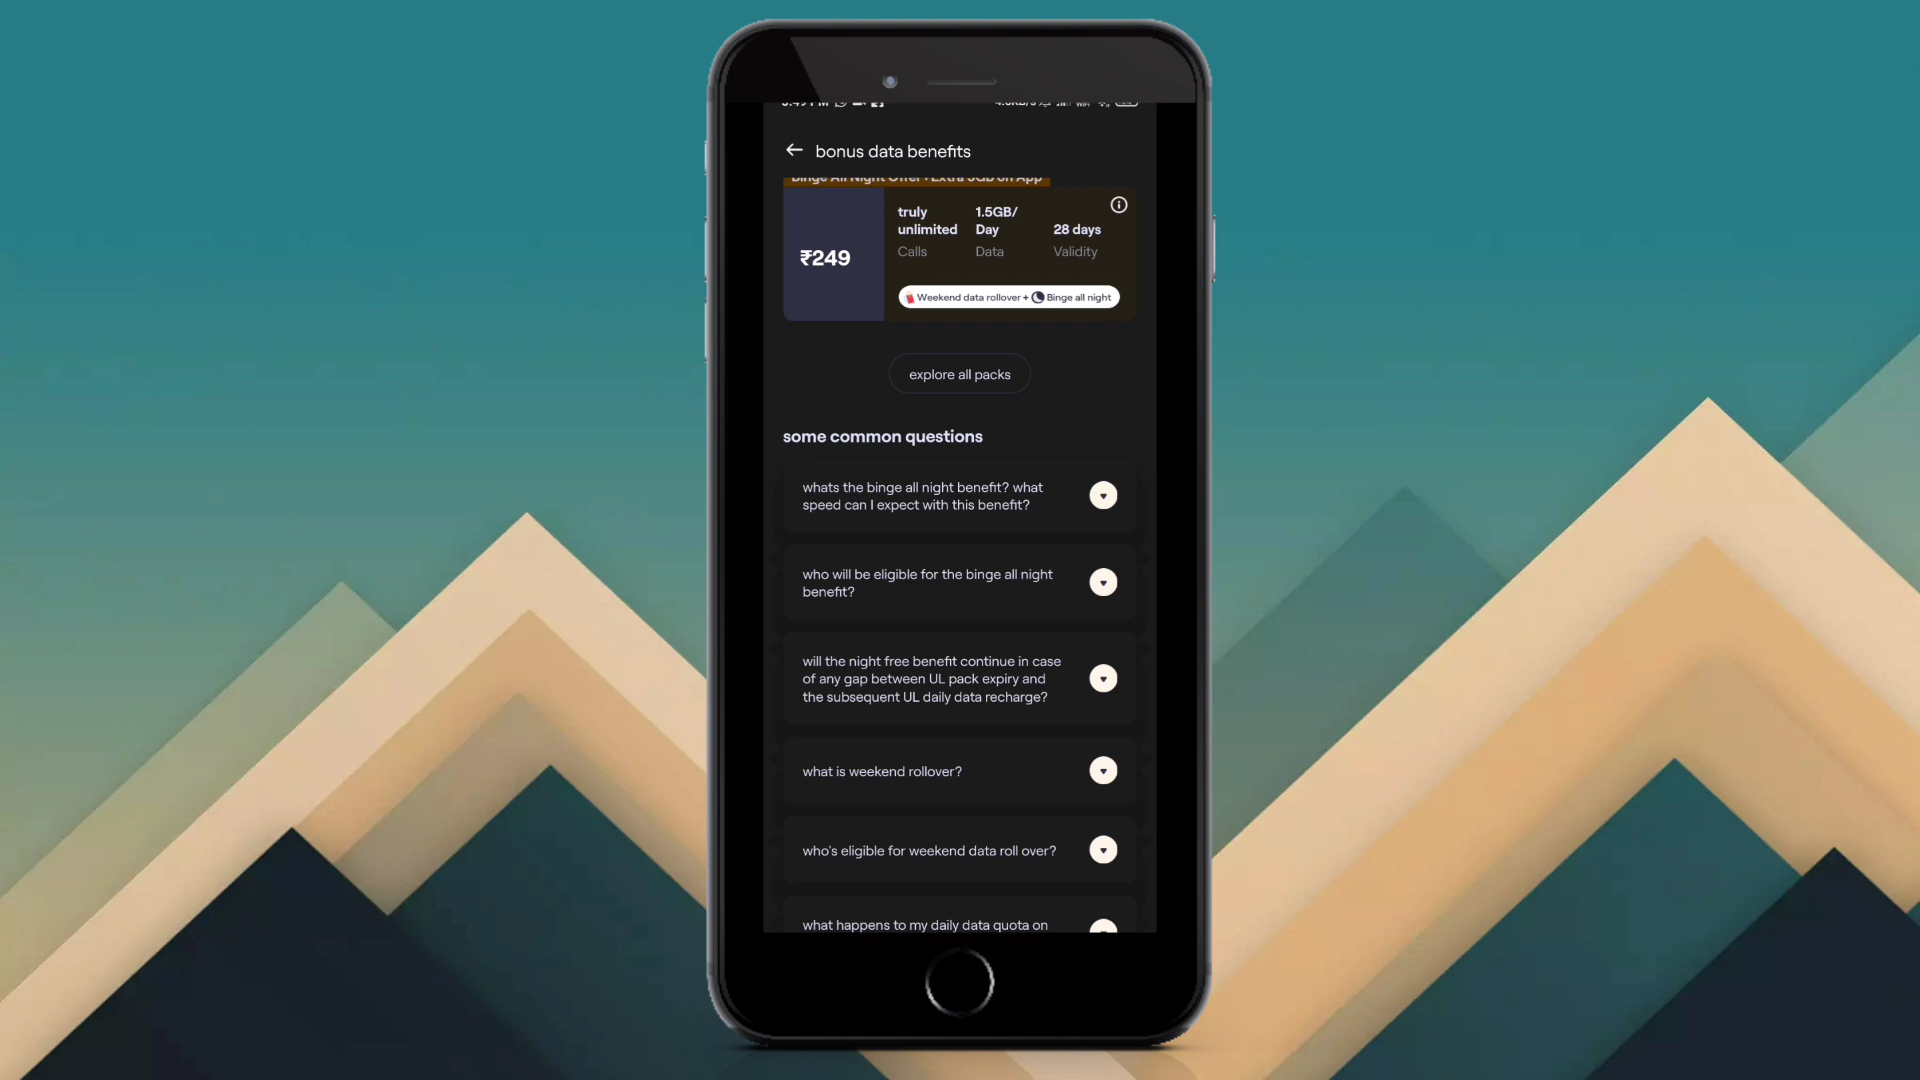 bonus data benefits
Binge All Night Offer + Extra 5GB on App
truly unlimited
Calls
1.5GB/
Day
Data
28 days
Validity
₹249
Weekend data rollover + Binge all night
explore all packs
some common questions
whats the binge all night benefit? what
speed can I expect with this benefit?
who will be eligible for the binge all night
benefit?
will the night free benefit continue in case
of any gap between UL pack expiry and
the subsequent UL daily data recharge?
what is weekend rollover?
who's eligible for weekend data roll over?
what happens to my daily data quota on